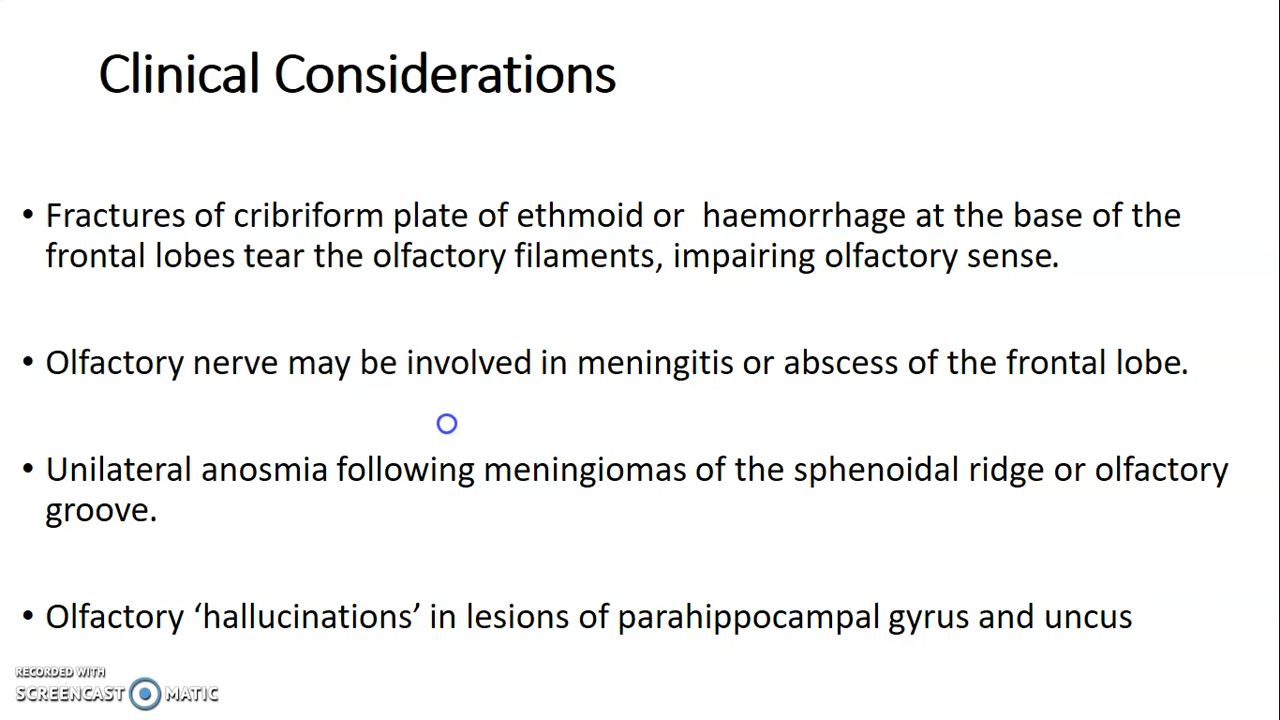 Clinical Considerations
• Fractures of cribriform plate of ethmoid or  haemorrhage at the base of the
frontal lobes tear the olfactory filaments, impairing olfactory sense.
• Olfactory nerve may be involved in meningitis or abscess of the frontal lobe.
• Unilateral anosmia following meningiomas of the sphenoidal ridge or olfactory
groove.
• Olfactory ‘hallucinations’ in lesions of parahippocampal gyrus and uncus
RECORDED WITH
SCREENCAST MATIC